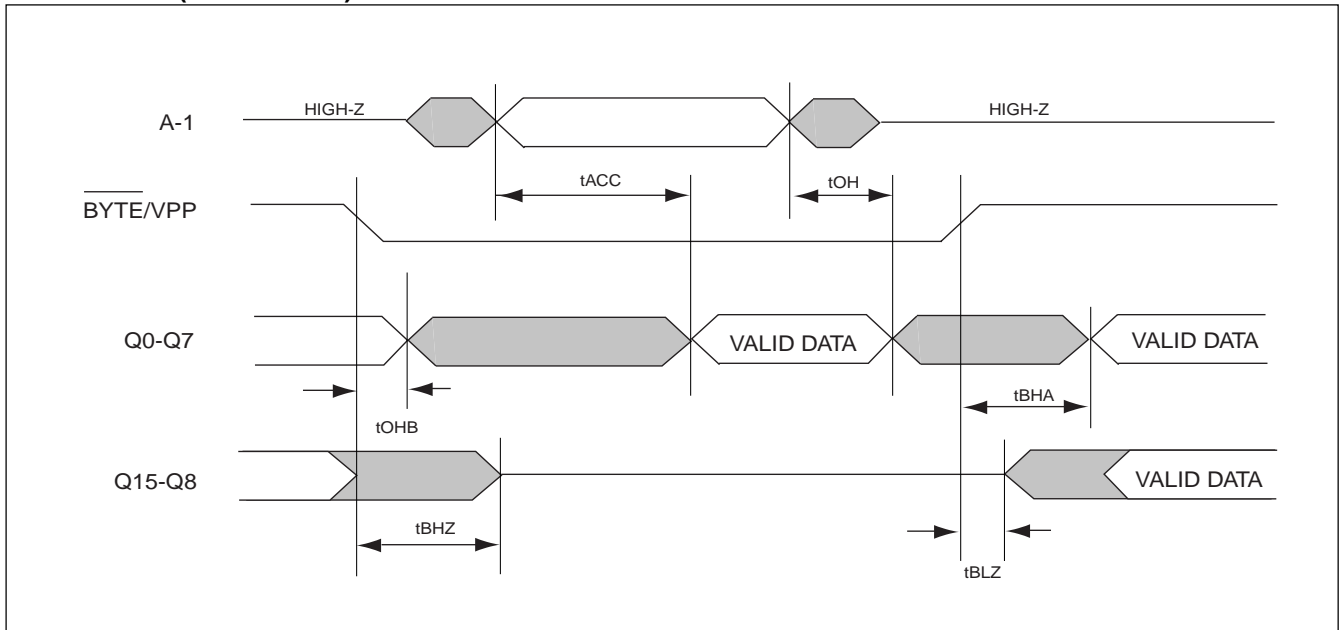 A-1
HIGH-Z
HIGH-Z
tACC
tOH
BYTE/VPP
Q0-Q7
VALID DATA
VALID DATA
tBHA
tOHB
Q15-Q8
VALID DATA
tBHZ
tBLZ